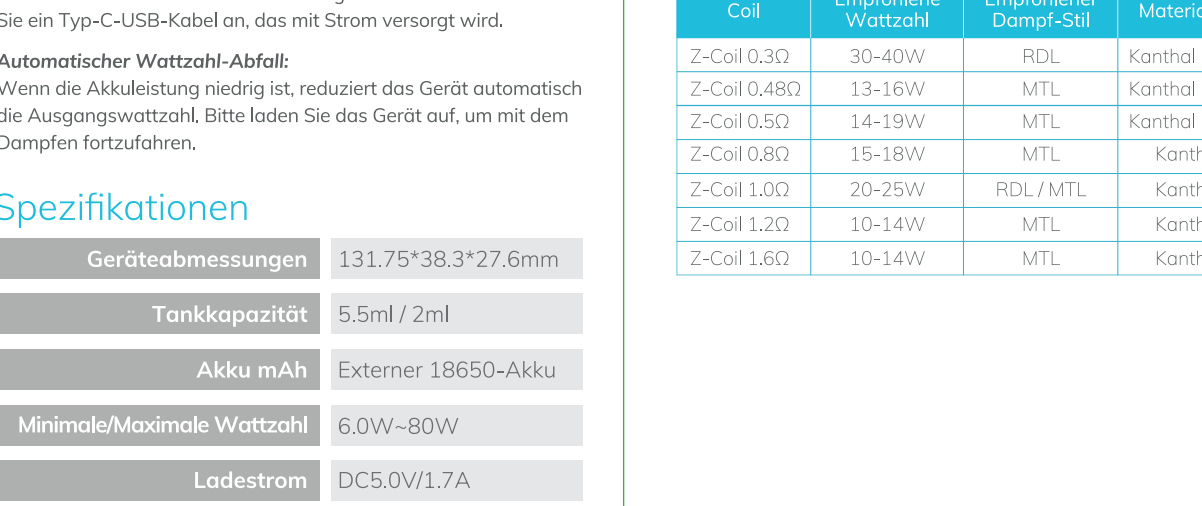 Sie ein Typ-C-USB-Kabel an, das mit Strom versorgt wird.
Automatischer Wattzahl-Abfall:
Wenn die Akkuleistung niedrig ist, reduziert das Gerät automatisch
die Ausgangswattzahl. Bitte laden Sie das Gerät auf, um mit dem
Dampfen fortzufahren.
Spezifikationen
Geräteabmessungen 131.75*38.3*27.6mm
Tankkapazität 5.5ml / 2ml
Akku mAh Externer 18650-Akku
Minimale/Maximale Wattzahl 6.0W~80W
Ladestrom DC5.0V/1.7A
Coil Empfohlene Wattzahl Empfohlener Dampf-Stil
Z-Coil 0.3Ω 30-40W RDL Kanthal
Z-Coil 0.48Ω 13-16W MTL Kanthal
Z-Coil 0.5Ω 14-19W MTL Kanthal
Z-Coil 0.8Ω 15-18W MTL
Z-Coil 1.0Ω 20-25W RDL / MTL
Z-Coil 1.2Ω 10-14W MTL
Z-Coil 1.6Ω 10-14W MTL